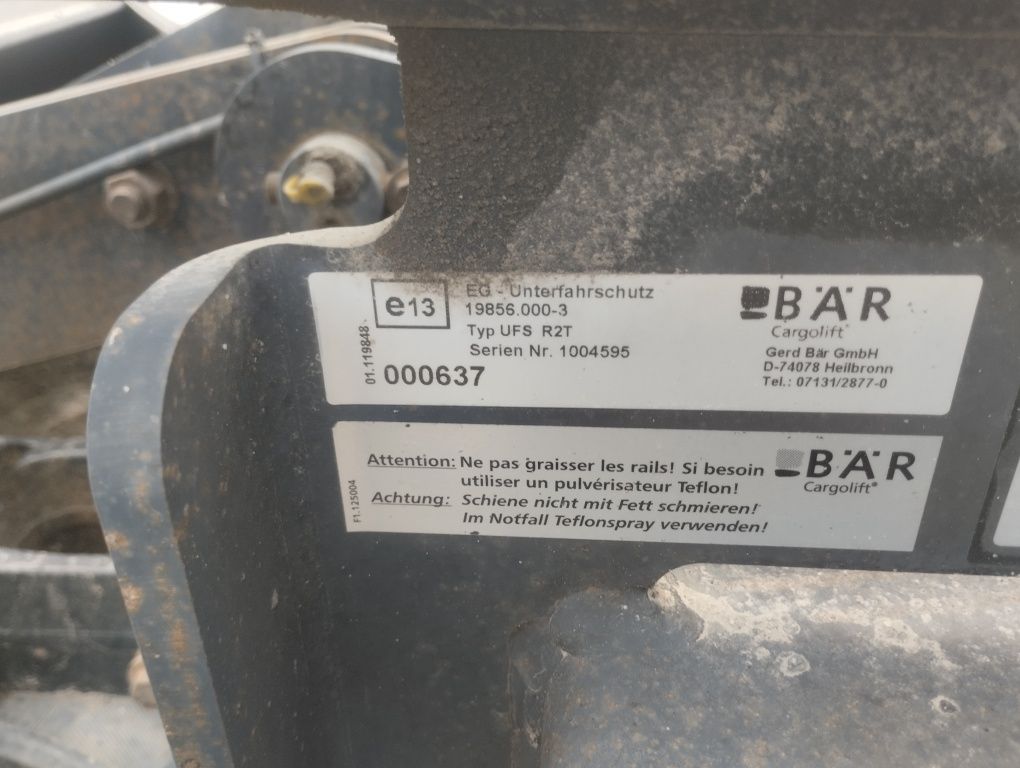 e13
EG - Unterfahrschutz
19856.000-3
Typ UFS R2T
Serien Nr. 1004595
01.119848-
000637
BÄR
Cargolift®
Gerd Bär GmbH
D-74078 Heilbronn
Tel.: 07131/2877-0
Attention: Ne pas graisser les rails! Si besoin
utiliser un pulvérisateur Teflon!
Achtung: Schiene nicht mit Fett schmieren!
Im Notfall Teflonspray verwenden!
F1.125004
BÄR
Cargolift®